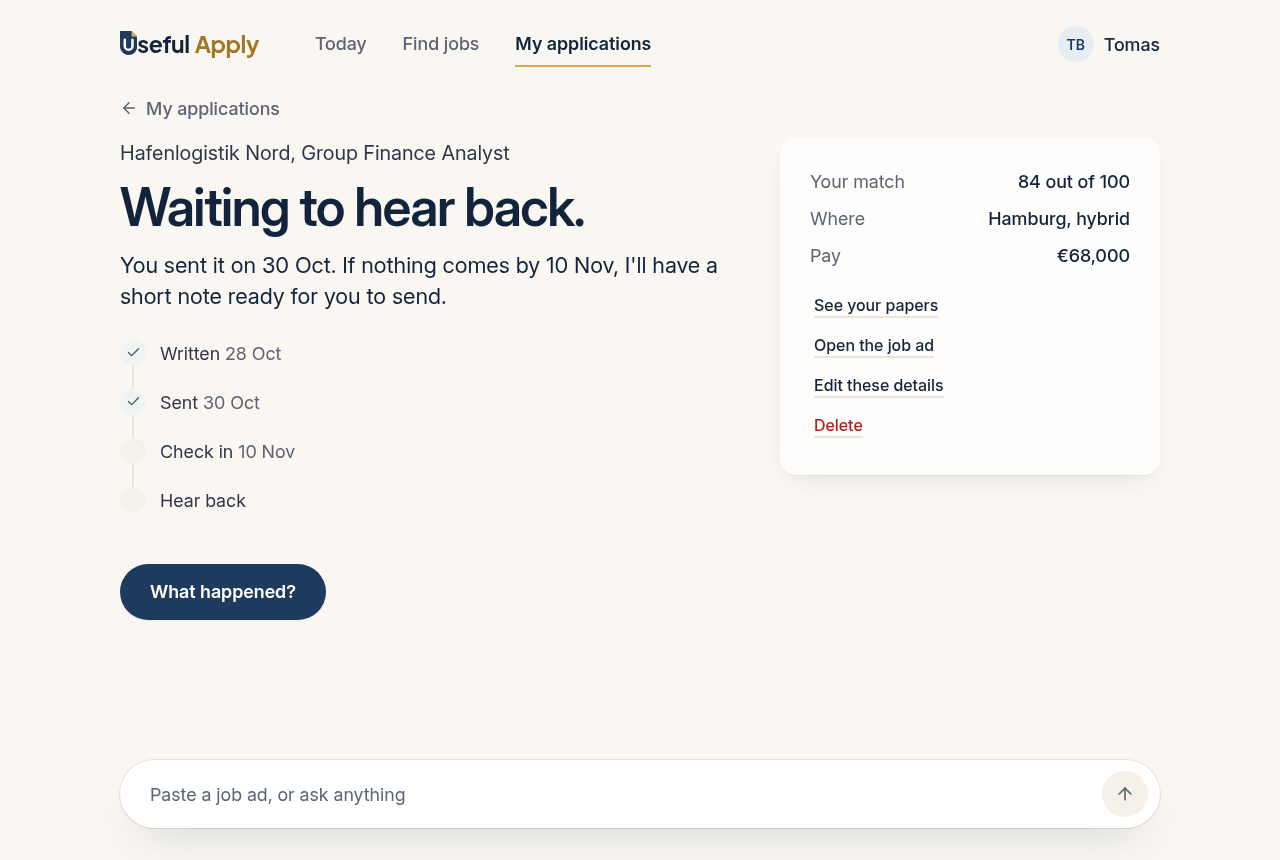 Useful Apply
Today
Find jobs
My applications
TB
Tomas
My applications
Hafenlogistik Nord, Group Finance Analyst
Waiting to hear back.
You sent it on 30 Oct. If nothing comes by 10 Nov, I'll have a
short note ready for you to send.
Written 28 Oct
Sent 30 Oct
Check in 10 Nov
Hear back
What happened?
Your match 84 out of 100
Where Hamburg, hybrid
Pay €68,000
See your papers
Open the job ad
Edit these details
Delete
Paste a job ad, or ask anything